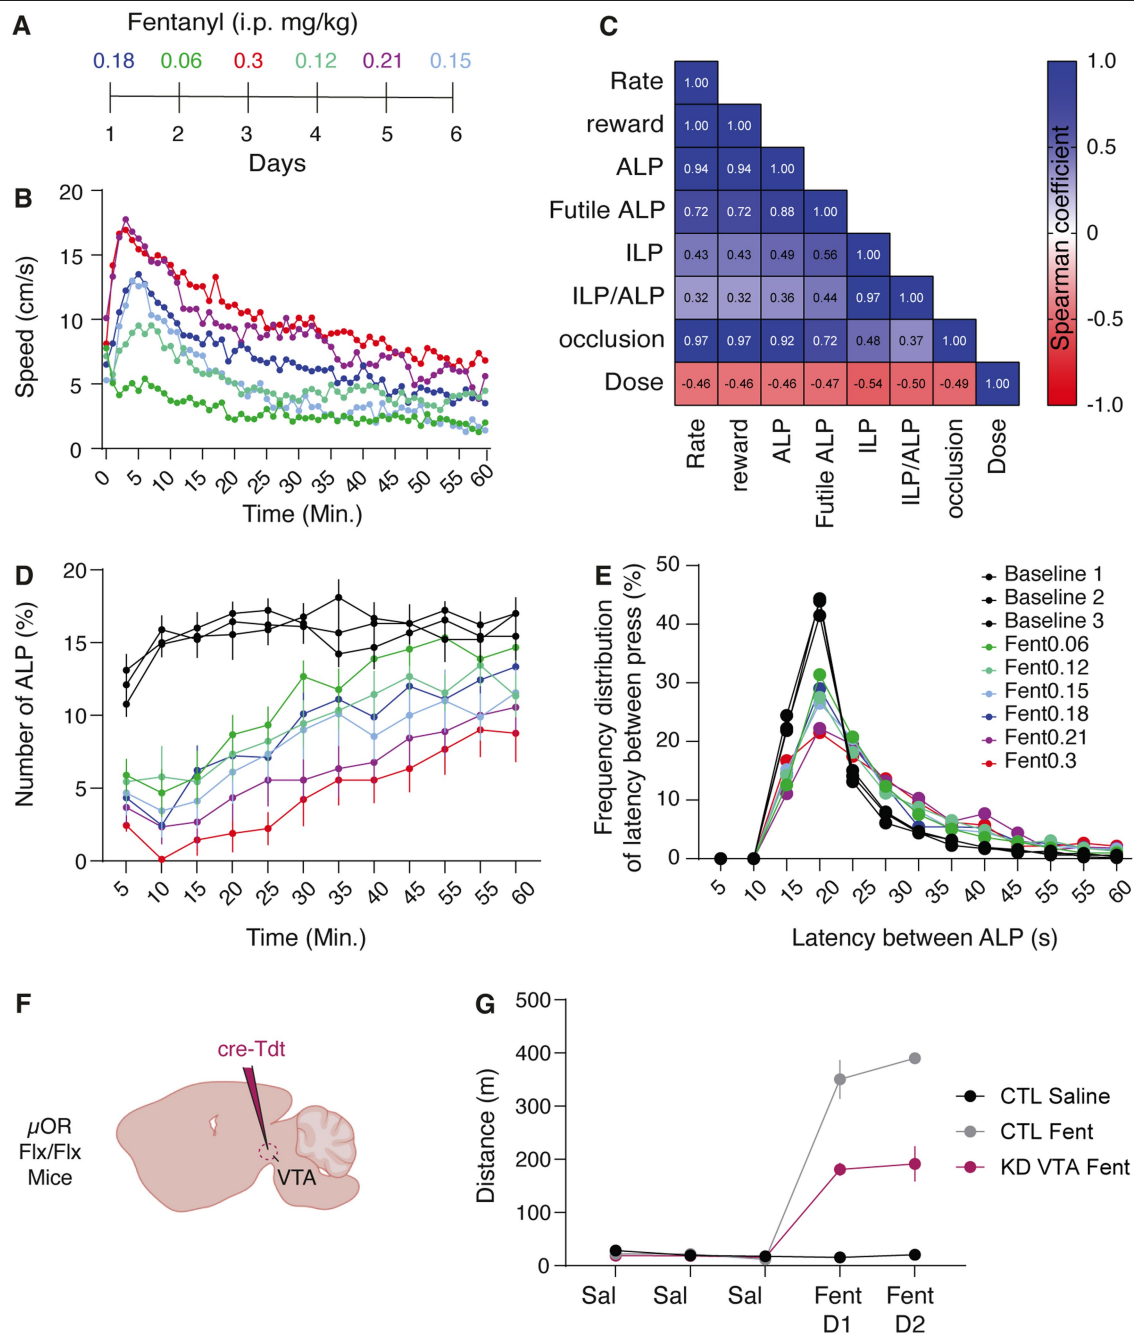 A
Fentanyl (i.p. mg/kg)
0.18 0.06 0.3 0.12 0.21 0.15
1 2 3 4 5 6
Days
B
Speed (cm/s)
20
15
10
5
0
0 5 10 15 20 25 30 35 40 45 50 55 60
Time (Min.)
C
Rate 1.00
reward 1.00 1.00
ALP 0.94 0.94 1.00
Futile ALP 0.72 0.72 0.88 1.00
ILP 0.43 0.43 0.49 0.56 1.00
ILP/ALP 0.32 0.32 0.36 0.44 0.97 1.00
occlusion 0.97 0.97 0.92 0.72 0.48 0.37 1.00
Dose -0.46 -0.46 -0.46 -0.47 -0.54 -0.50 -0.49 1.00
Rate reward ALP Futile ALP ILP ILP/ALP occlusion Dose
1.0
0.5
0
-0.5
-1.0
Spearman coefficient
D
Number of ALP (%)
20
15
10
5
0
5 10 15 20 25 30 35 40 45 50 55 60
Time (Min.)
E
Frequency distribution
of latency between press (%)
50
40
30
20
10
0
5 10 15 20 25 30 35 40 45 55 55 60
Latency between ALP (s)
Baseline 1
Baseline 2
Baseline 3
Fent0.06
Fent0.12
Fent0.15
Fent0.18
Fent0.21
Fent0.3
F
cre-Tdt
µOR
Flx/Flx
Mice
VTA
G
Distance (m)
500
400
300
200
100
0
Sal Sal Sal Fent Fent
D1 D2
CTL Saline
CTL Fent
KD VTA Fent